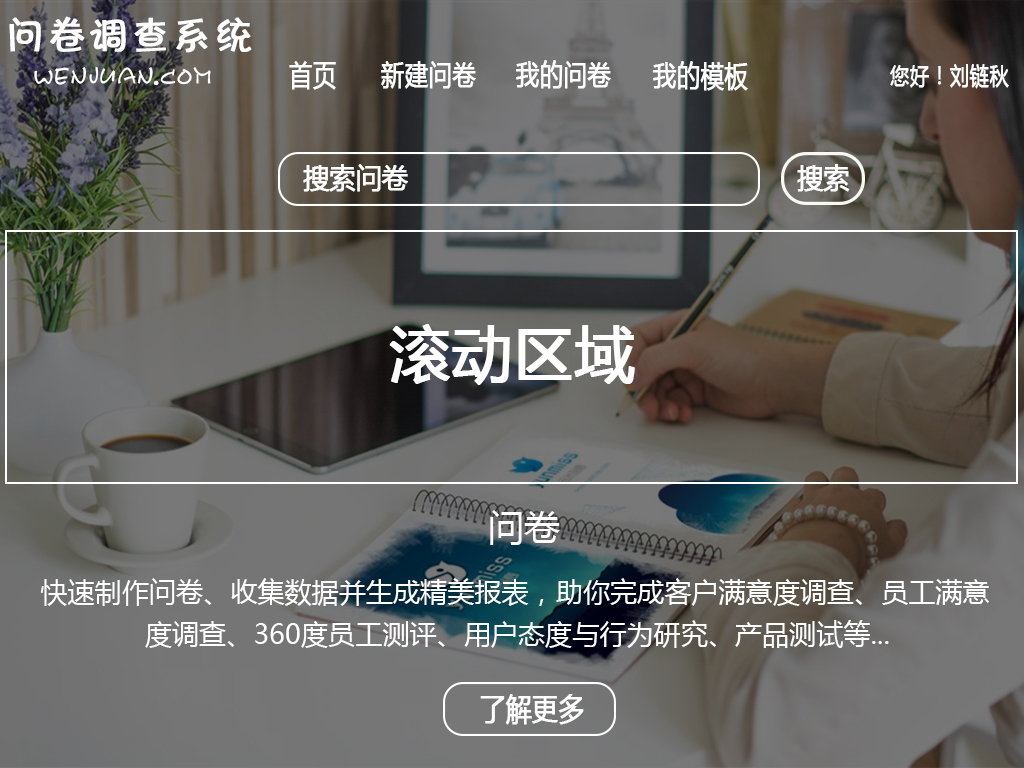 问卷调查系统
WENJUAN.COM
首页 新建问卷 我的问卷 我的模板 您好！刘链秋
搜索问卷 搜索
滚动区域
yunmiss
问卷
快速制作问卷、收集数据并生成精美报表，助你完成客户满意度调查、员工满意
度调查、360度员工测评、用户态度与行为研究、产品测试等...
了解更多